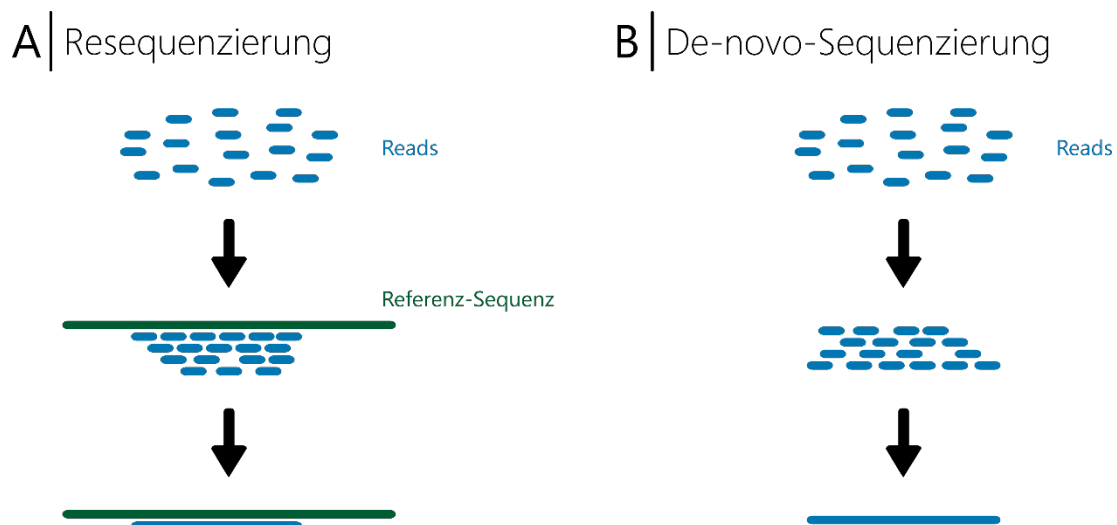 A| Resequenzierung
Reads
Referenz-Sequenz
B| De-novo-Sequenzierung
Reads